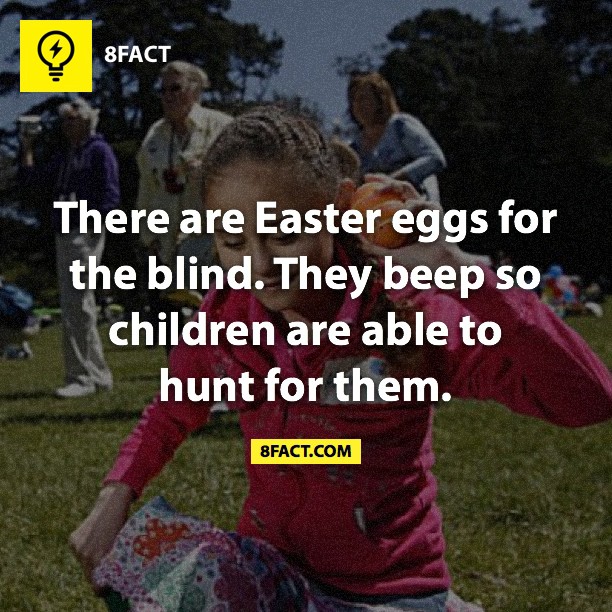 8FACT
There are Easter eggs for
the blind. They beep so
children are able to
hunt for them.
8FACT.COM